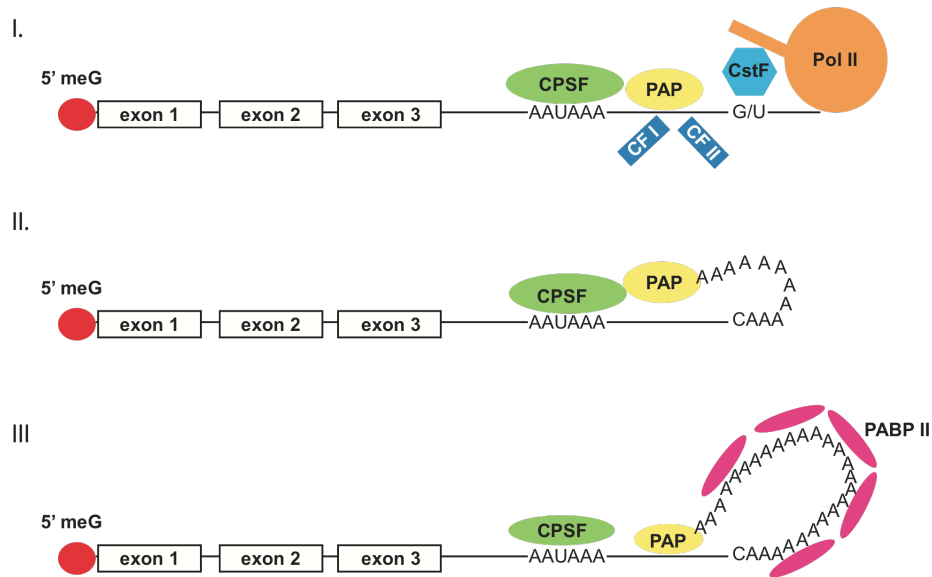 I.
5' meG
exon 1
exon 2
exon 3
CPSF
AAUAAA
PAP
CF I
CF II
CstF
G/U
Pol II
II.
5' meG
exon 1
exon 2
exon 3
CPSF
AAUAAA
PAP
AAAAAAAA
CAAA
III
5' meG
exon 1
exon 2
exon 3
CPSF
AAUAAA
PAP
AAAAAAAAAAAAAAAAAAAAAAAAAA
CAAA
PABP II